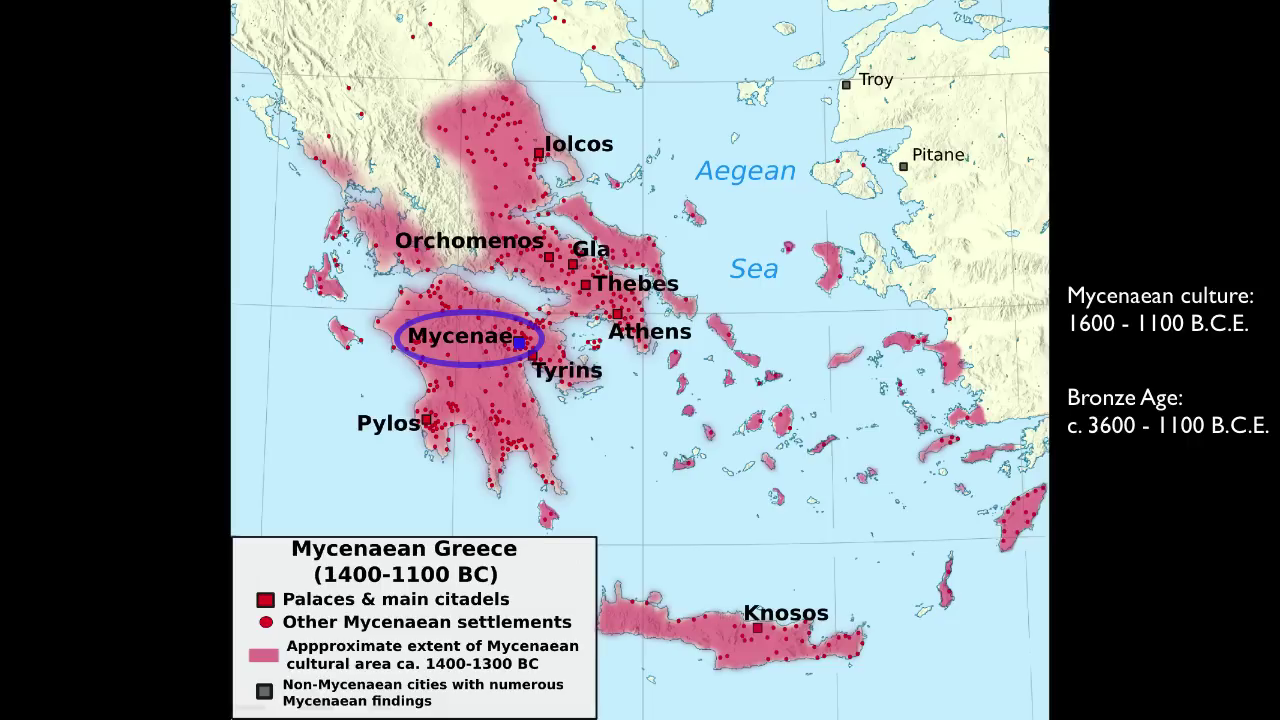 Troy
Iolcos
Pitane
Aegean
Orchomenos
Gla
Sea
Thebes
Mycenaean culture:
1600 - 1100 B.C.E.
Athens
Mycenae
Tyrins
Bronze Age:
c. 3600 - 1100 B.C.E.
Pylos
Mycenaean Greece
(1400-1100 BC)
Palaces & main citadels
Other Mycenaean settlements
Appproximate extent of Mycenaean
cultural area ca. 1400-1300 BC
Non-Mycenaean cities with numerous
Mycenaean findings
Knosos